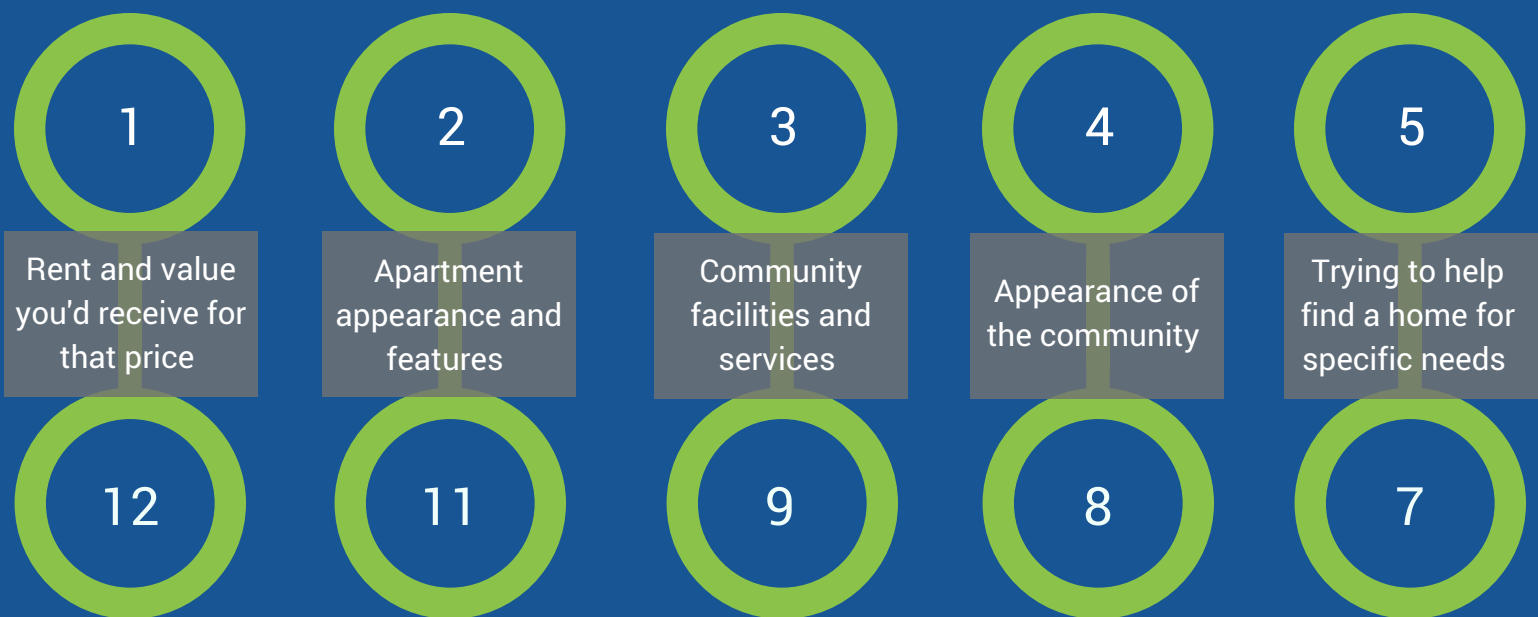 1
2
3
4
5
Rent and value
you'd receive for
that price
Apartment
appearance and
features
Community
facilities and
services
Appearance of
the community
Trying to help
find a home for
specific needs
12
11
9
8
7